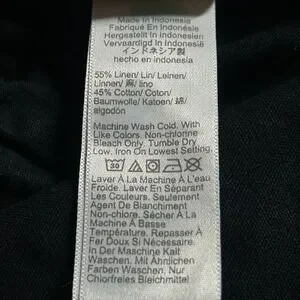 Made In Indonesia
Fabriqué En Indonésie
Hergestellt in Indonesien
Vervaardigd In Indonesie
インドネシア製
hecho en indonesia
55% Linen/ Lin/ Leinen/
Linnen/ 麻/ lino
45% Cotton/ Coton/
Baumwolle/ Katoen/ 綿/
algodón
Machine Wash Cold. With
Like Colors. Non-chlorine
Bleach Only. Tumble Dry
Low. Iron On Lowest Setting.
30
Laver À La Machine À L'eau
Froide. Laver En Séparant
Les Couleurs. Seulement
Agent De Blanchiment
Non-chlore. Sécher À La
Machine À Basse
Température. Repasser À
Fer Doux Si Nécessaire.
In Der Maschine Kalt
Waschen. Mit Ähnlichen
Farben Waschen. Nur
Chlorfreies Bleichmittel